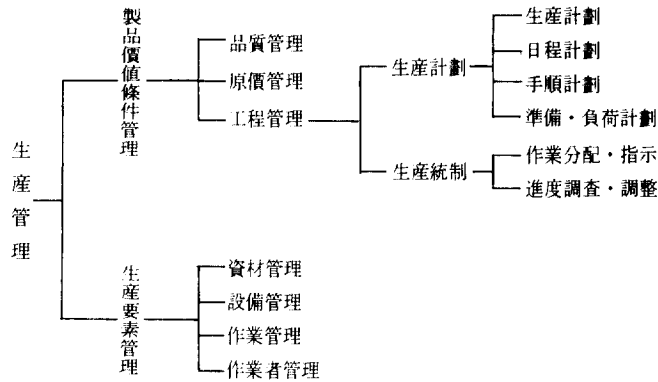 生産管理
製品價値條件管理
品質管理
原價管理
工程管理
生産計劃
生産計劃
日程計劃
手順計劃
準備・負荷計劃
生産統制
作業分配・指示
進度調査・調整
生産要素管理
資材管理
設備管理
作業管理
作業者管理